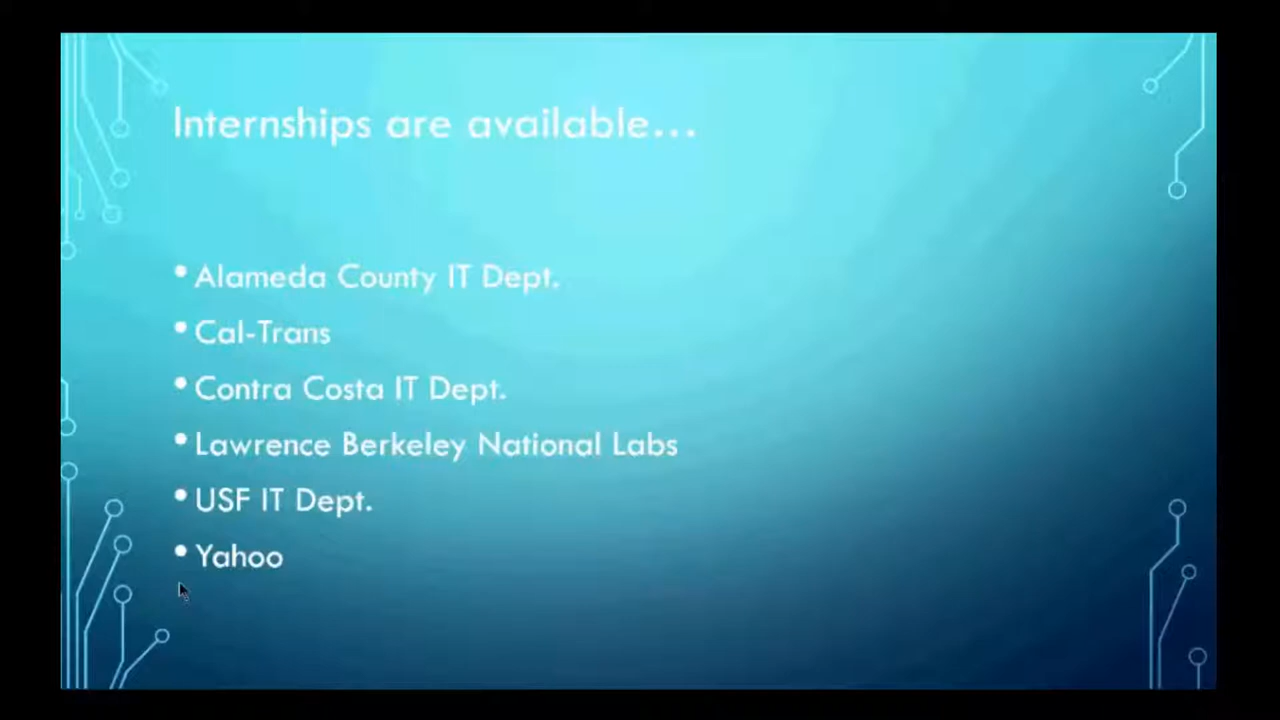 Internships are available...
• Alameda County IT Dept.
• Cal-Trans
• Contra Costa IT Dept.
• Lawrence Berkeley National Labs
• USF IT Dept.
• Yahoo